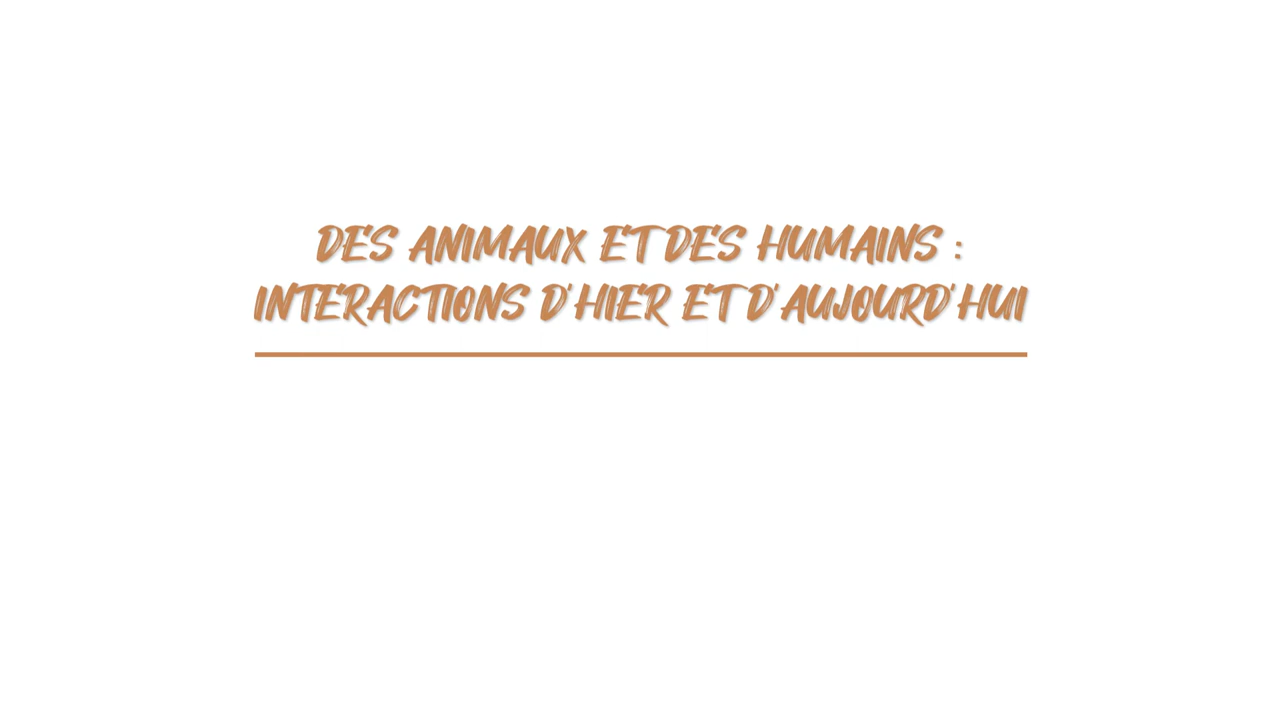 DES ANIMAUX ET DES HUMAINS :
INTERACTIONS D'HIER ET D'AUJOURD'HUI